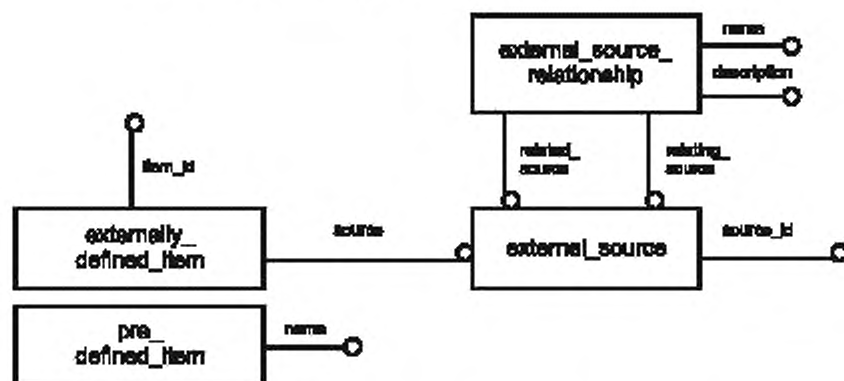 name
external_source_
relationship
description
item_id
related_
source
relating_
source
externally_
defined_item
source
external_source
source_id
pre_
defined_item
name